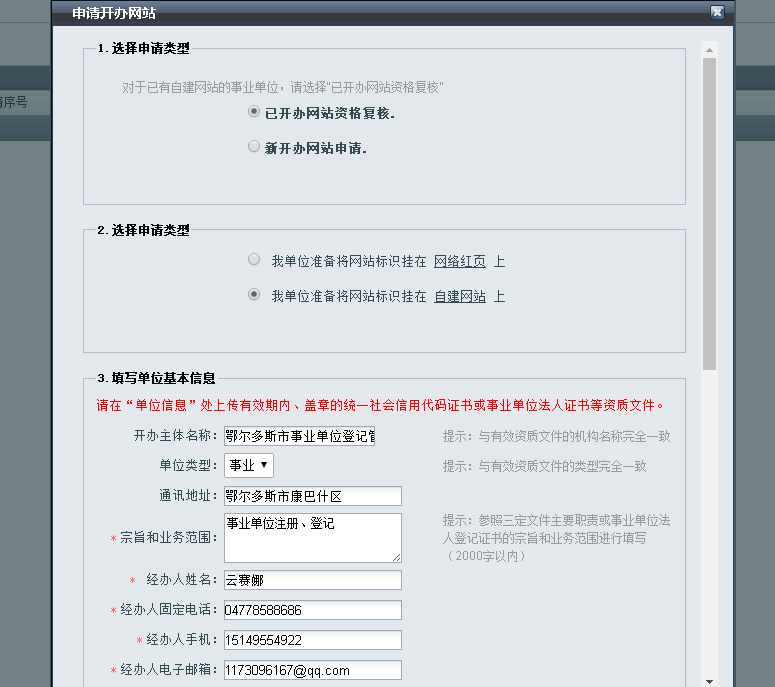 申请开办网站
序号
1. 选择申请类型
对于已有自建网站的事业单位，请选择"已开办网站资格复核"
已开办网站资格复核.
新开办网站申请.
2. 选择申请类型
我单位准备将网站标识挂在 网络红页 上
我单位准备将网站标识挂在 自建网站 上
3. 填写单位基本信息
请在“单位信息”处上传有效期内、盖章的统一社会信用代码证书或事业单位法人证书等资质文件。
开办主体名称： 鄂尔多斯市事业单位登记 提示：与有效资质文件的机构名称完全一致
单位类型： 事业 ▼ 提示：与有效资质文件的类型完全一致
通讯地址： 鄂尔多斯市康巴什区
* 宗旨和业务范围： 事业单位注册、登记 提示：参照三定文件主要职责或事业单位法
人登记证书的宗旨和业务范围进行填写
（2000字以内）
* 经办人姓名： 云赛娜
* 经办人固定电话： 04778588686
* 经办人手机： 15149554922
* 经办人电子邮箱： 1173096167@qq.com